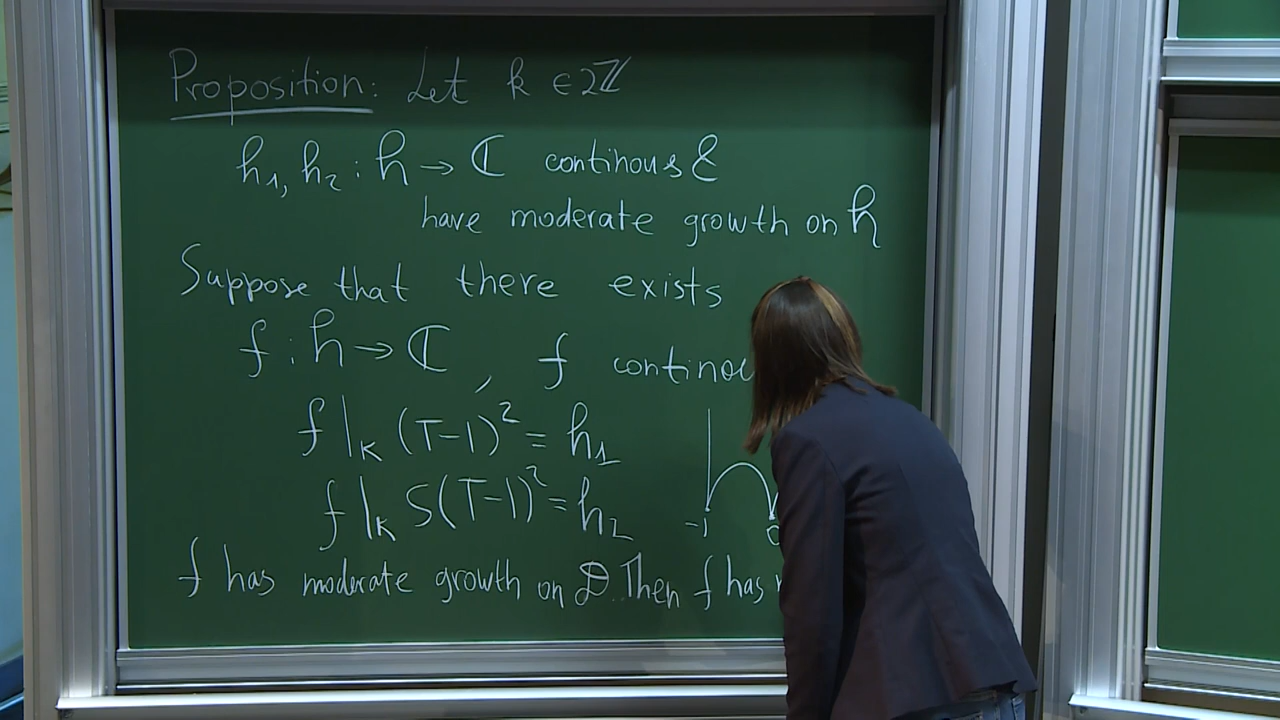 Proposition: Let k ∈ 2ℤ
h₁, h₂ : h → ℂ continous &
have moderate growth on h
Suppose that there exists
f : h → ℂ , f continou
f|ₖ (T-1)² = h₁
f|ₖ S(T-1)² = h₂
-1 0
f has moderate growth on 𝒟. Then f has